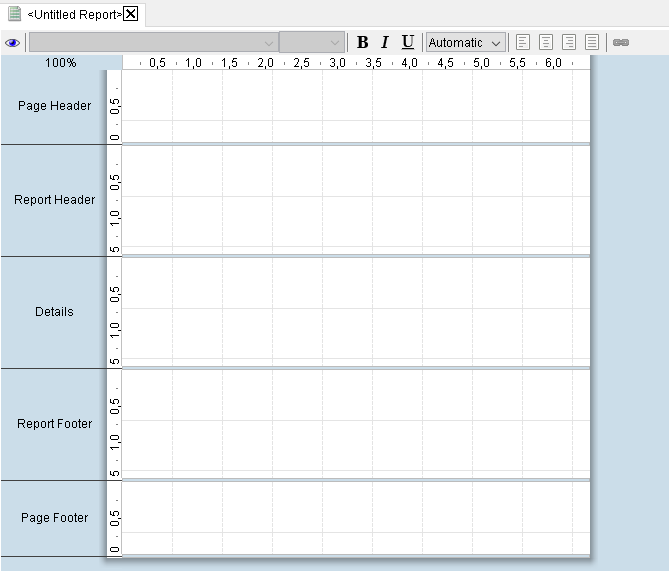 <Untitled Report>
B I U Automatic
100% 0,5 1,0 1,5 2,0 2,5 3,0 3,5 4,0 4,5 5,0 5,5 6,0
Page Header
0,5
0
Report Header
0,5
1,0
5
Details
0,5
1,0
5
Report Footer
0,5
1,0
5
Page Footer
0,5
0